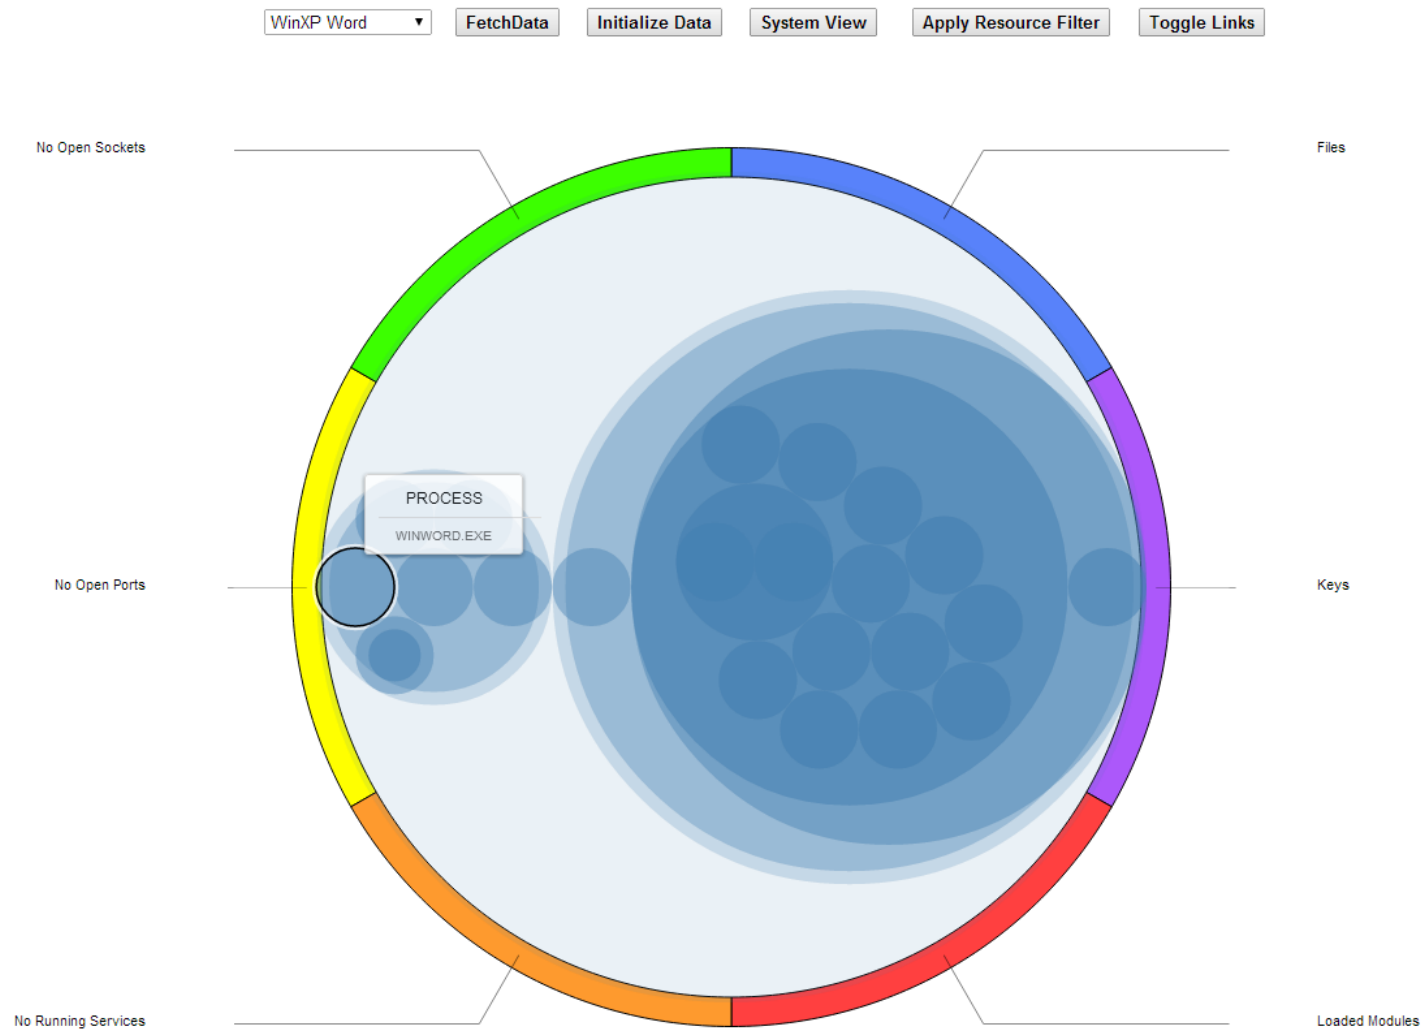 WinXP Word
FetchData
Initialize Data
System View
Apply Resource Filter
Toggle Links
No Open Sockets
Files
PROCESS
WINWORD.EXE
No Open Ports
Keys
No Running Services
Loaded Modules